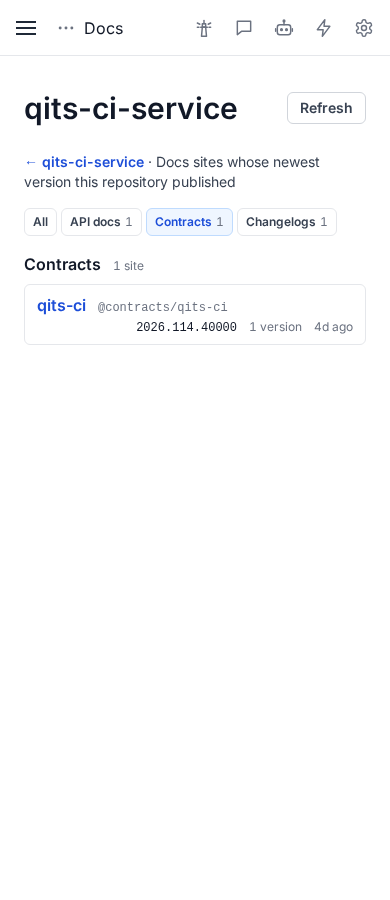 Docs
qits-ci-service
Refresh
← qits-ci-service · Docs sites whose newest
version this repository published
All
API docs 1
Contracts 1
Changelogs 1
Contracts 1 site
qits-ci @contracts/qits-ci
2026.114.40000 1 version 4d ago